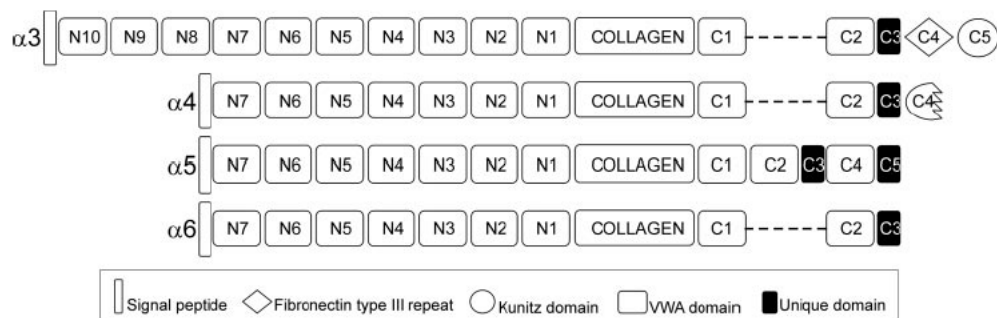 α3 N10 N9 N8 N7 N6 N5 N4 N3 N2 N1 COLLAGEN C1 C2 C3 C4 C5
α4 N7 N6 N5 N4 N3 N2 N1 COLLAGEN C1 C2 C3 C4
α5 N7 N6 N5 N4 N3 N2 N1 COLLAGEN C1 C2 C3 C4 C5
α6 N7 N6 N5 N4 N3 N2 N1 COLLAGEN C1 C2 C3
Signal peptide Fibronectin type III repeat Kunitz domain VWA domain Unique domain